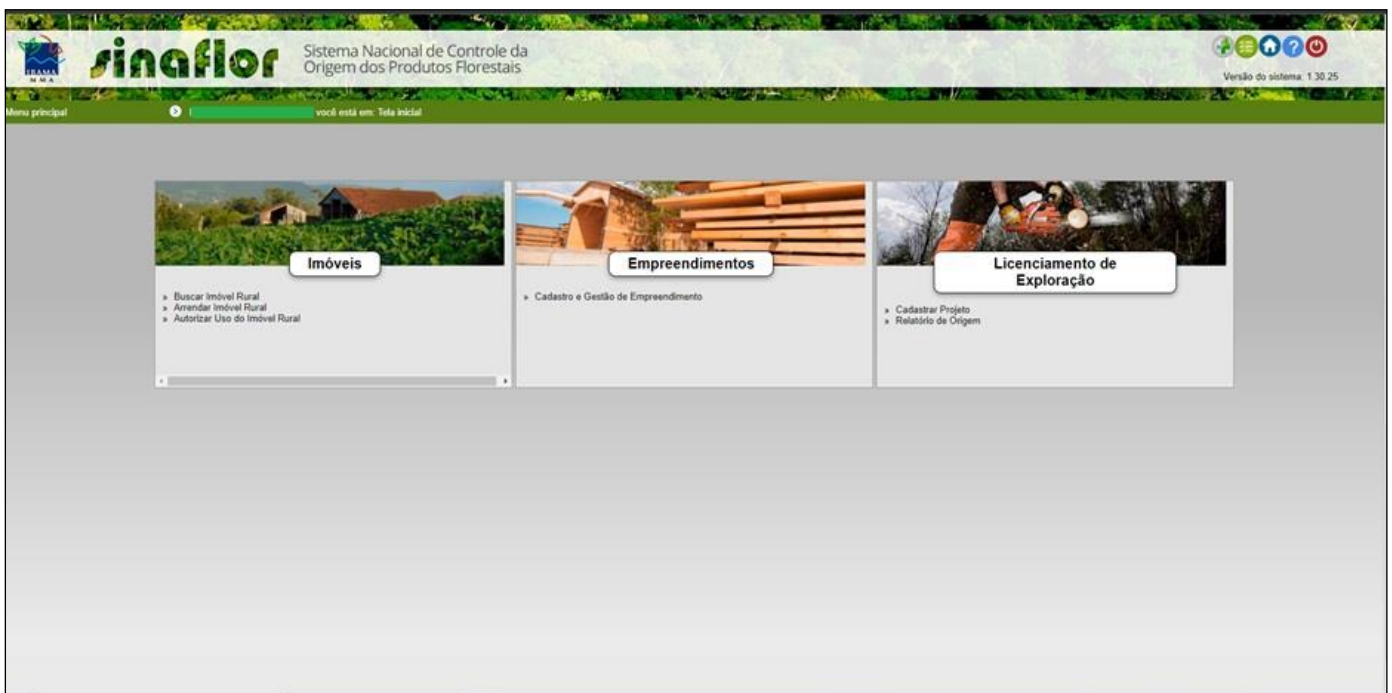 IBAMA
M M A
sinaflor
Sistema Nacional de Controle da
Origem dos Produtos Florestais
Versão do sistema: 1.30.25
Menu principal
você está em: Tela inicial
Imóveis
» Buscar Imóvel Rural
» Arrendar Imóvel Rural
» Autorizar Uso do Imóvel Rural
Empreendimentos
» Cadastro e Gestão de Empreendimento
Licenciamento de
Exploração
» Cadastrar Projeto
» Relatório de Origem